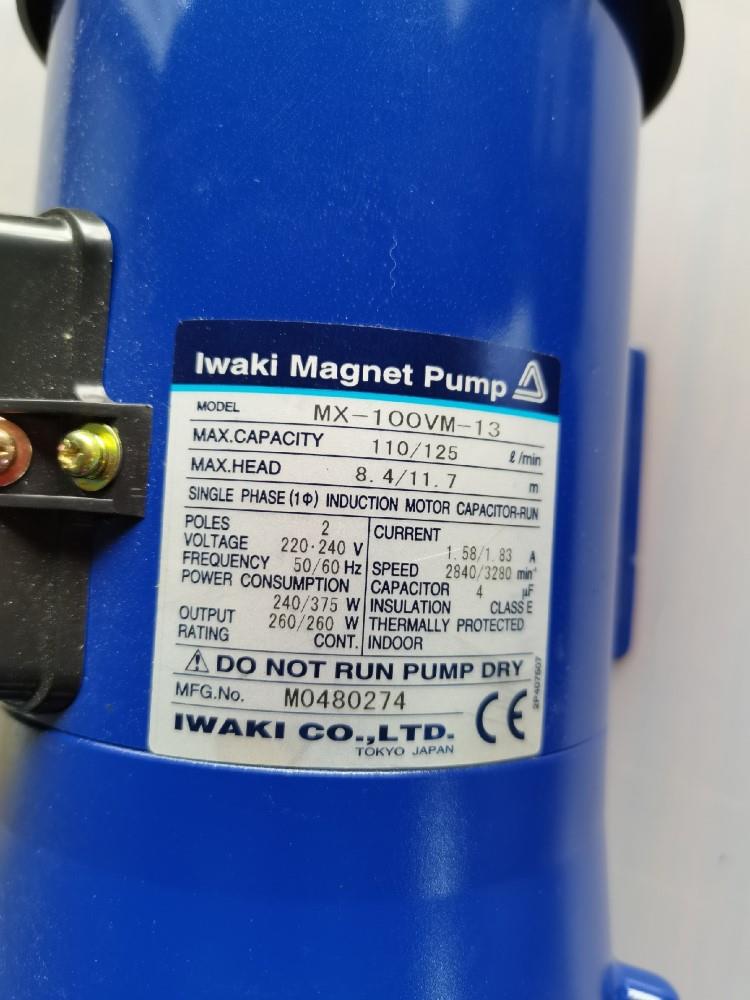 Iwaki Magnet Pump
MODEL MX-100VM-13
MAX.CAPACITY 110/125 ℓ/min
MAX.HEAD 8.4/11.7 m
SINGLE PHASE(1Φ) INDUCTION MOTOR CAPACITOR-RUN
POLES 2
VOLTAGE 220·240 V
FREQUENCY 50/60 Hz
POWER CONSUMPTION
240/375 W
OUTPUT 260/260 W
RATING CONT.
CURRENT
1.58/1.83 A
SPEED 2840/3280 min⁻¹
CAPACITOR 4 μF
INSULATION CLASS E
THERMALLY PROTECTED
INDOOR
⚠ DO NOT RUN PUMP DRY
MFG.No. M0480274
IWAKI CO.,LTD.
TOKYO JAPAN
CE
2P407607